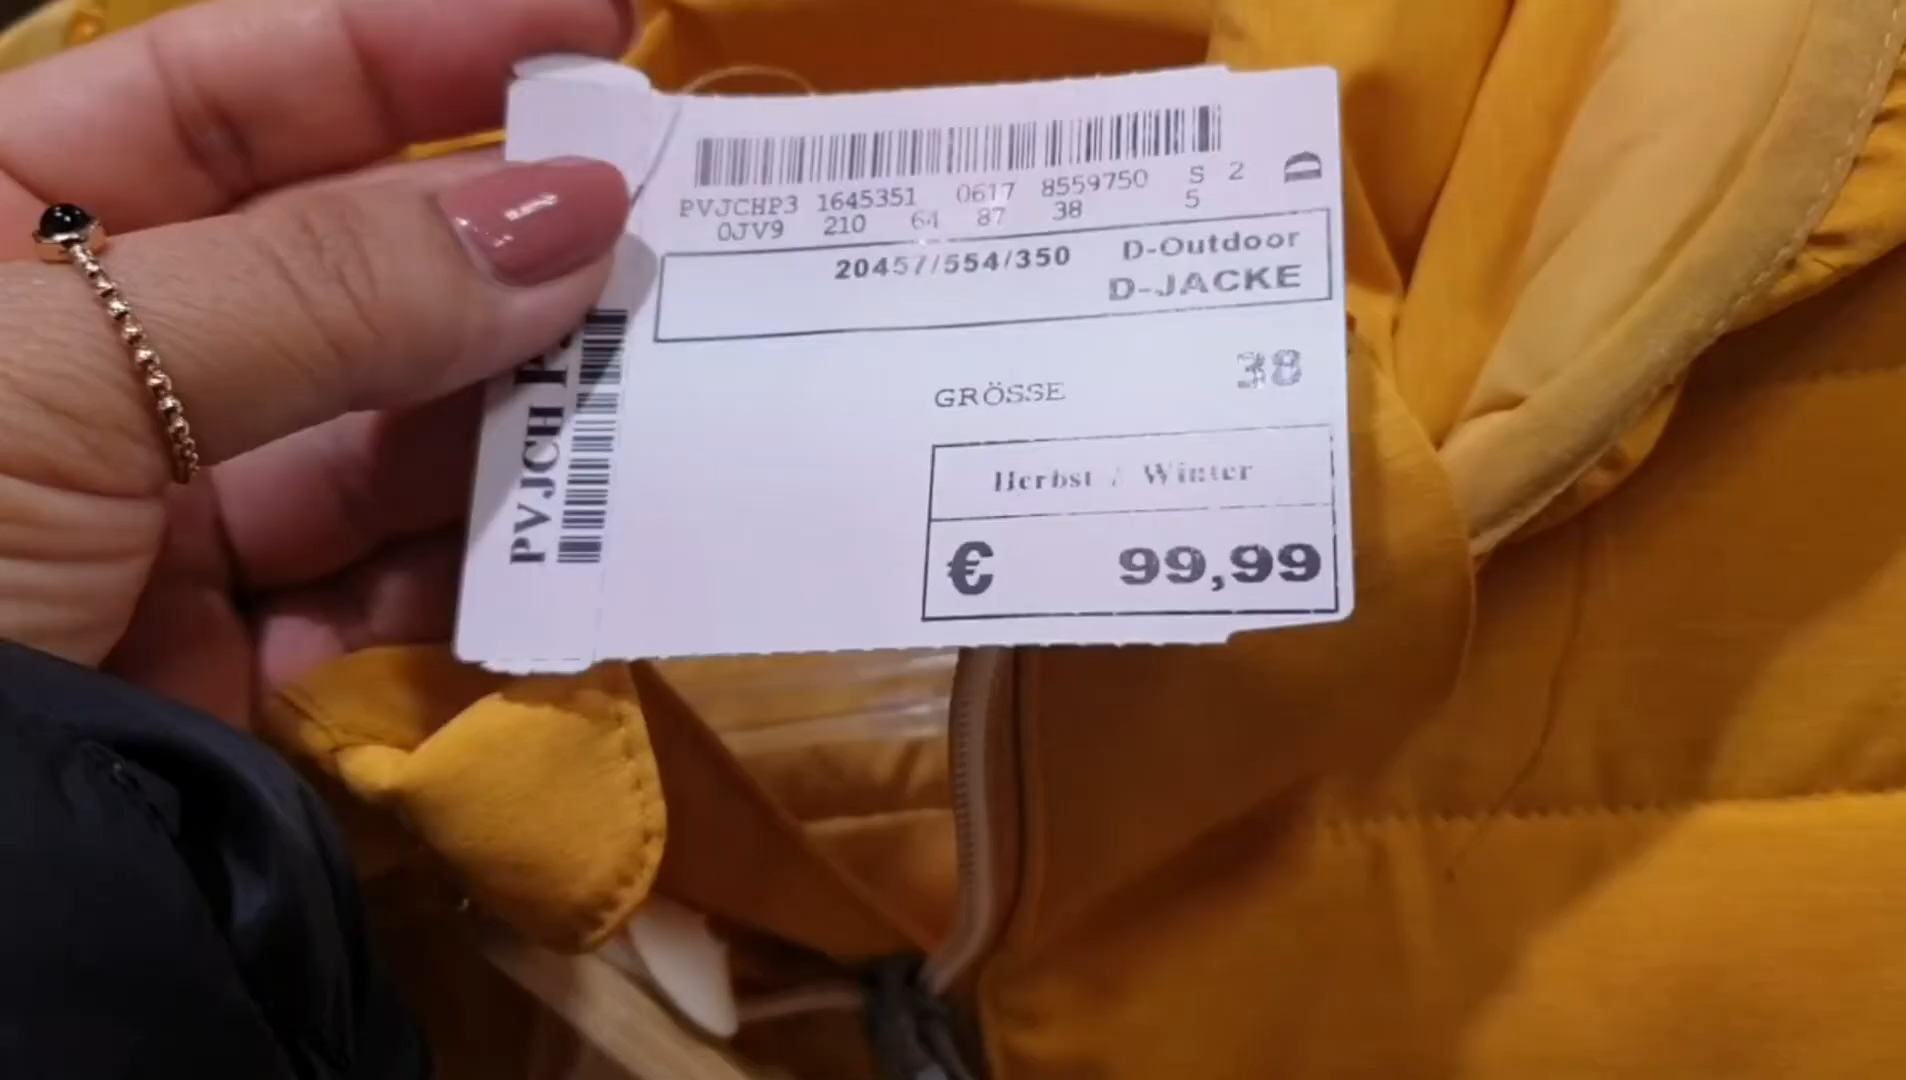 PVJCHP3 1645351 0617 8559750 S 2 D
0JV9 210 64 87 38 5
20457/554/350 D-Outdoor
D-JACKE
GRÖSSE 38
Herbst / Winter
€ 99,99
PVJCH